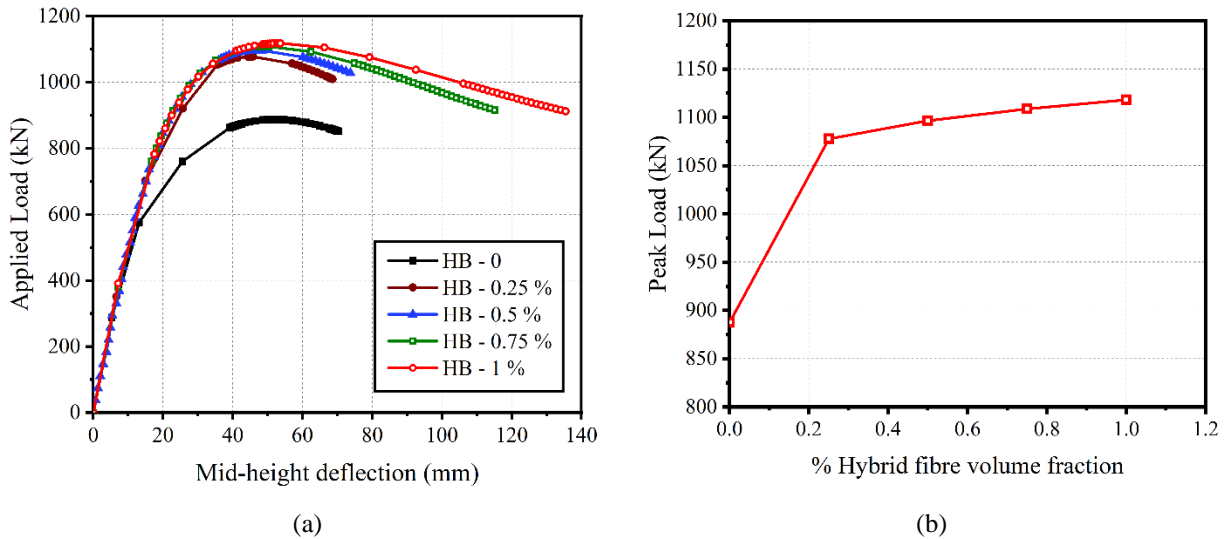 1200
1000
800
600
400
200
0
Applied Load (kN)
HB - 0
HB - 0.25 %
HB - 0.5 %
HB - 0.75 %
HB - 1 %
0 20 40 60 80 100 120 140
Mid-height deflection (mm)
(a)
1200
1150
1100
1050
1000
950
900
850
800
Peak Load (kN)
0.0 0.2 0.4 0.6 0.8 1.0 1.2
% Hybrid fibre volume fraction
(b)